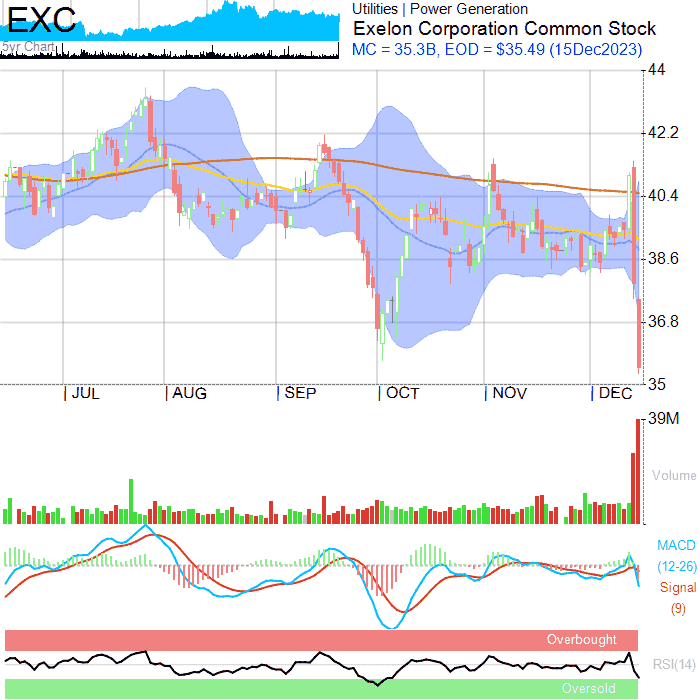 EXC
5yr Chart
Utilities | Power Generation
Exelon Corporation Common Stock
MC = 35.3B, EOD = $35.49 (15Dec2023)
44
42.2
40.4
38.6
36.8
35
| JUL | AUG | SEP | OCT | NOV | DEC
39M
Volume
MACD
(12-26)
Signal
(9)
Overbought
RSI(14)
Oversold